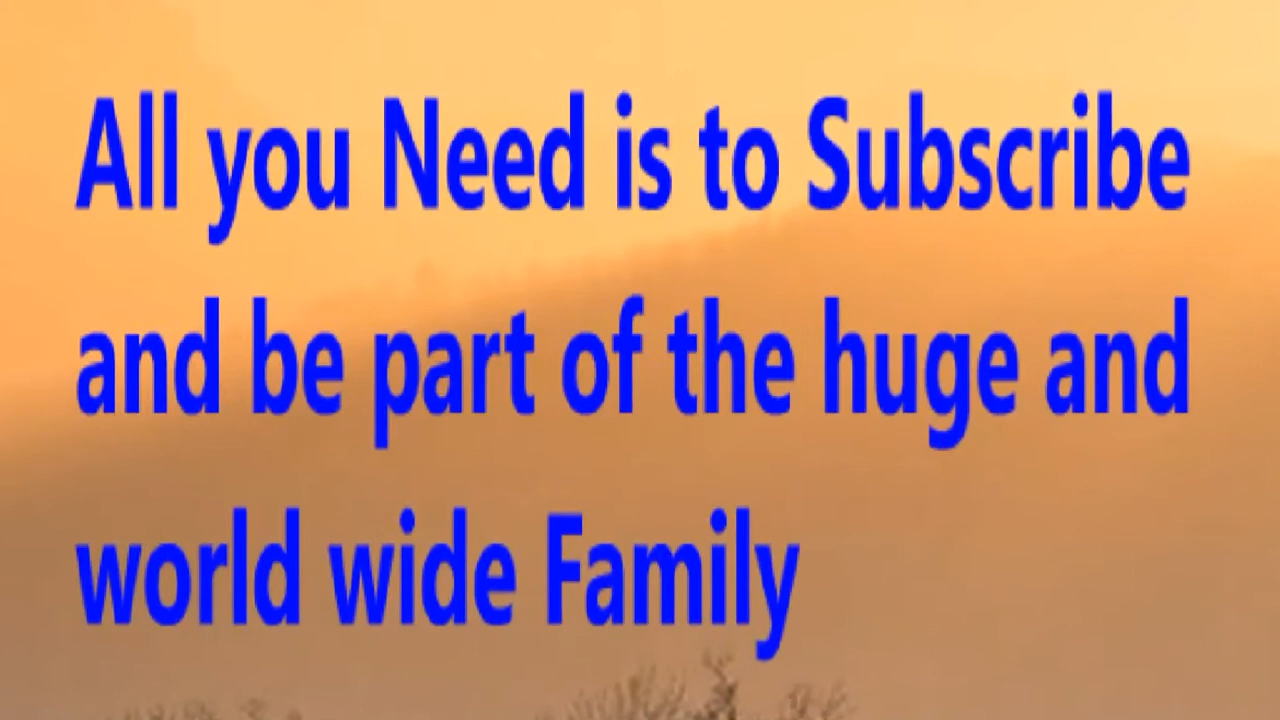 All you Need is to Subscribe
and be part of the huge and
world wide Family